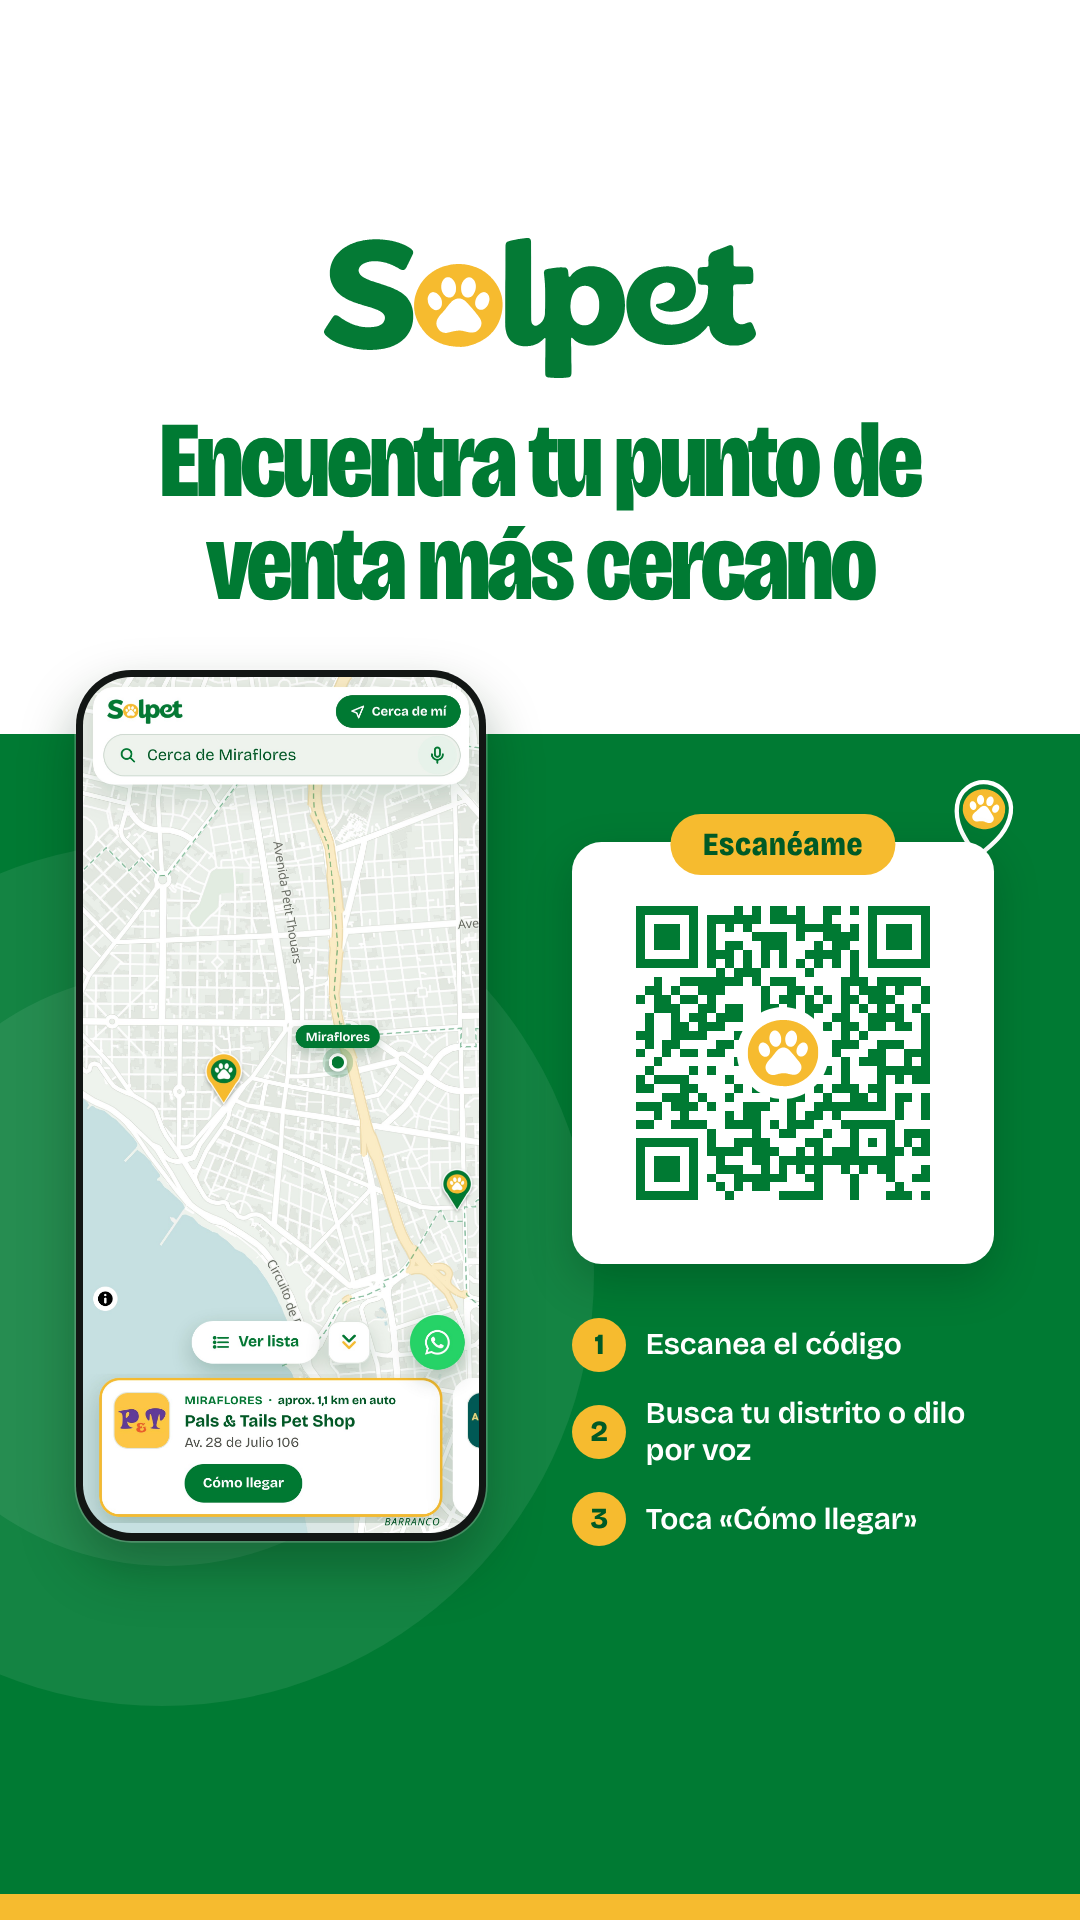 Solpet
Encuentra tu punto de
venta más cercano
Solpet
Cerca de mí
Cerca de Miraflores
Avenida Petit Thouars
Ave
Miraflores
Circuito de
Ver lista
MIRAFLORES · aprox. 1,1 km en auto
P&T
Pals & Tails Pet Shop
Av. 28 de Julio 106
Cómo llegar
A
BARRANCO
Escanéame
1 Escanea el código
2 Busca tu distrito o dilo
por voz
3 Toca «Cómo llegar»